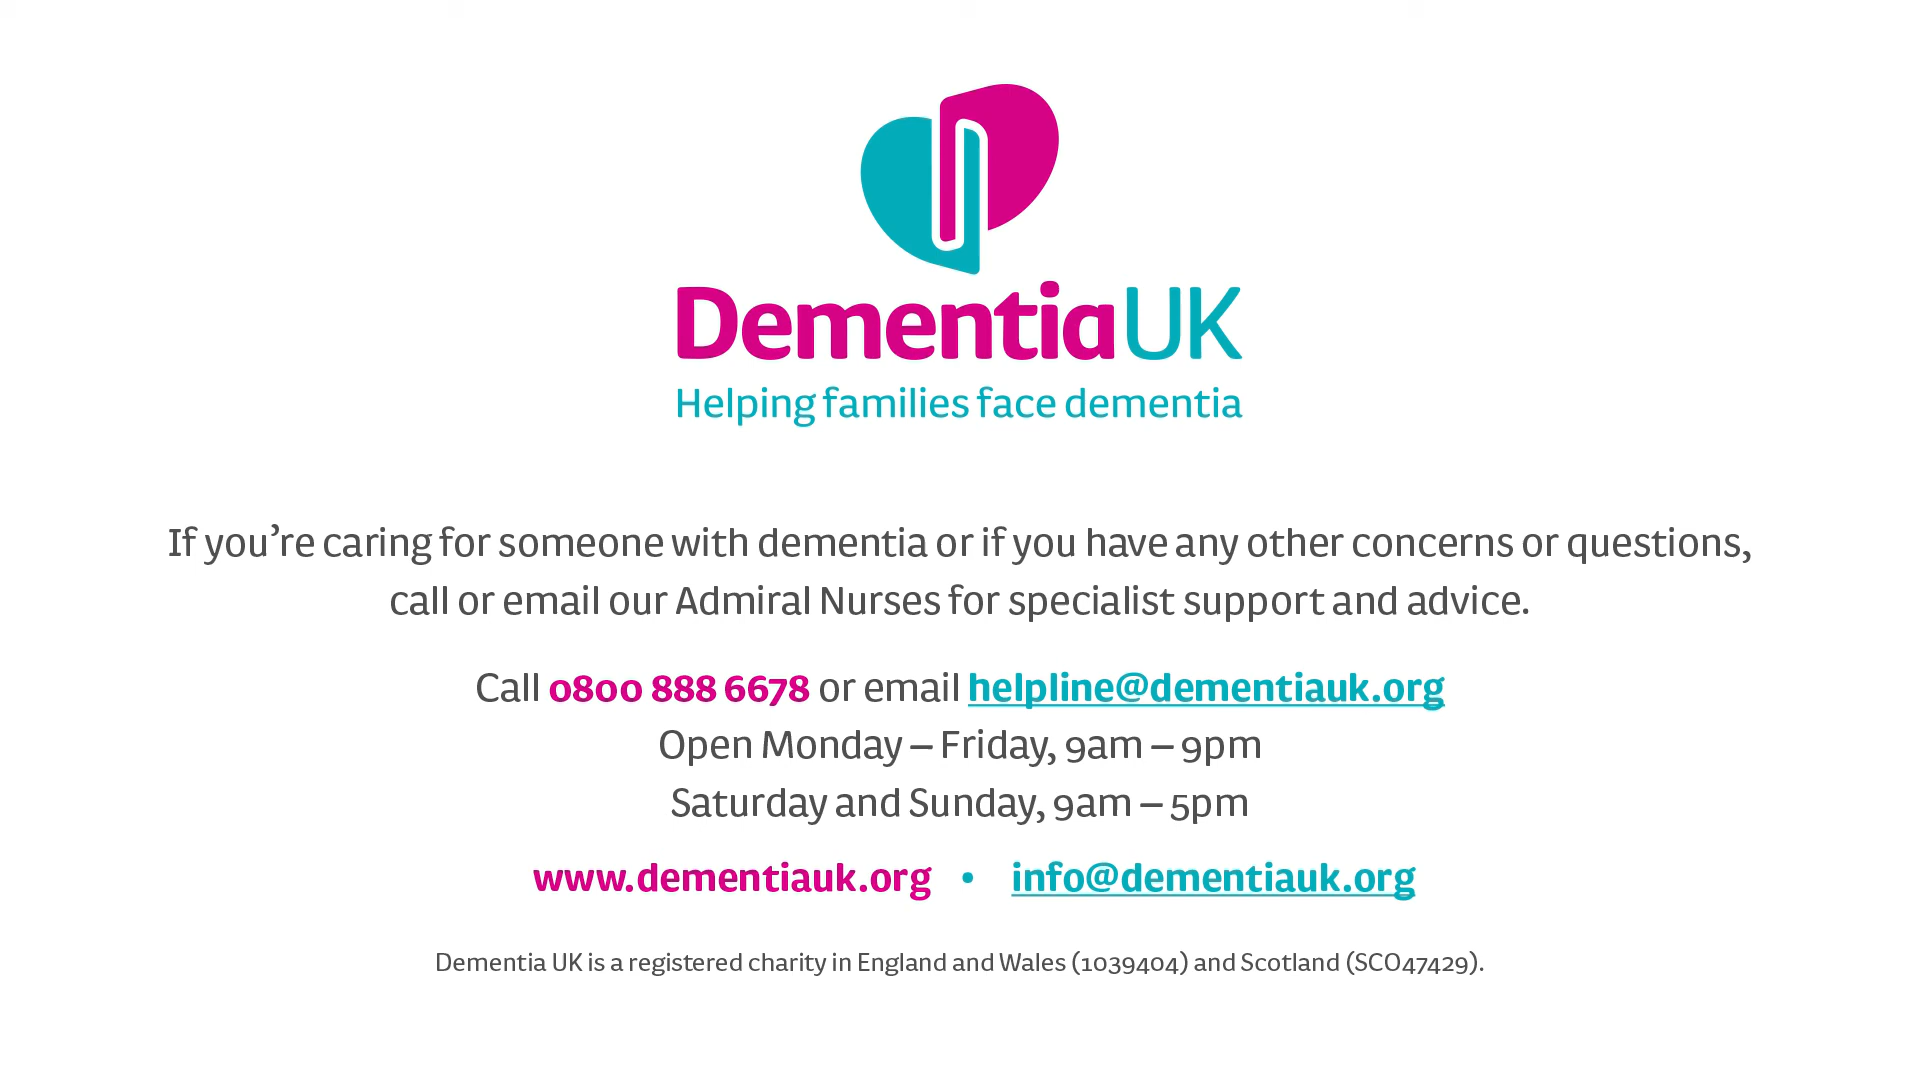 DementiaUK
Helping families face dementia
If you’re caring for someone with dementia or if you have any other concerns or questions,
call or email our Admiral Nurses for specialist support and advice.
Call 0800 888 6678 or email helpline@dementiauk.org
Open Monday – Friday, 9am – 9pm
Saturday and Sunday, 9am – 5pm
www.dementiauk.org • info@dementiauk.org
Dementia UK is a registered charity in England and Wales (1039404) and Scotland (SCO47429).